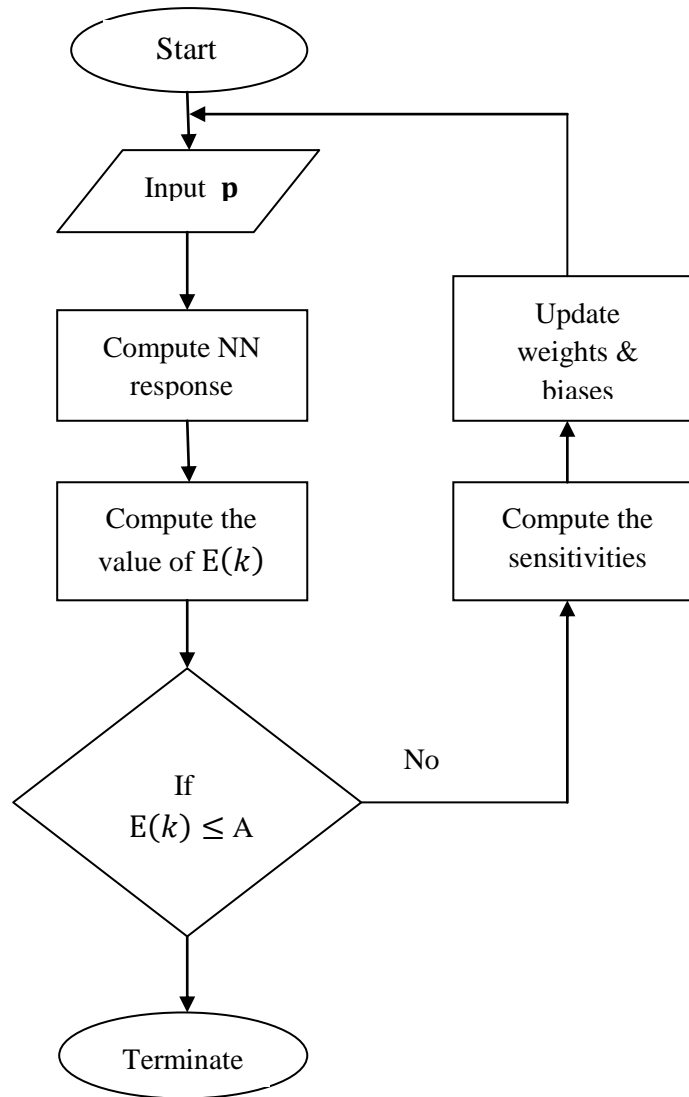 Start
Input p
Compute NN
response
Compute the
value of E(k)
If
E(k) ≤ A
No
Terminate
Compute the
sensitivities
Update
weights &
biases